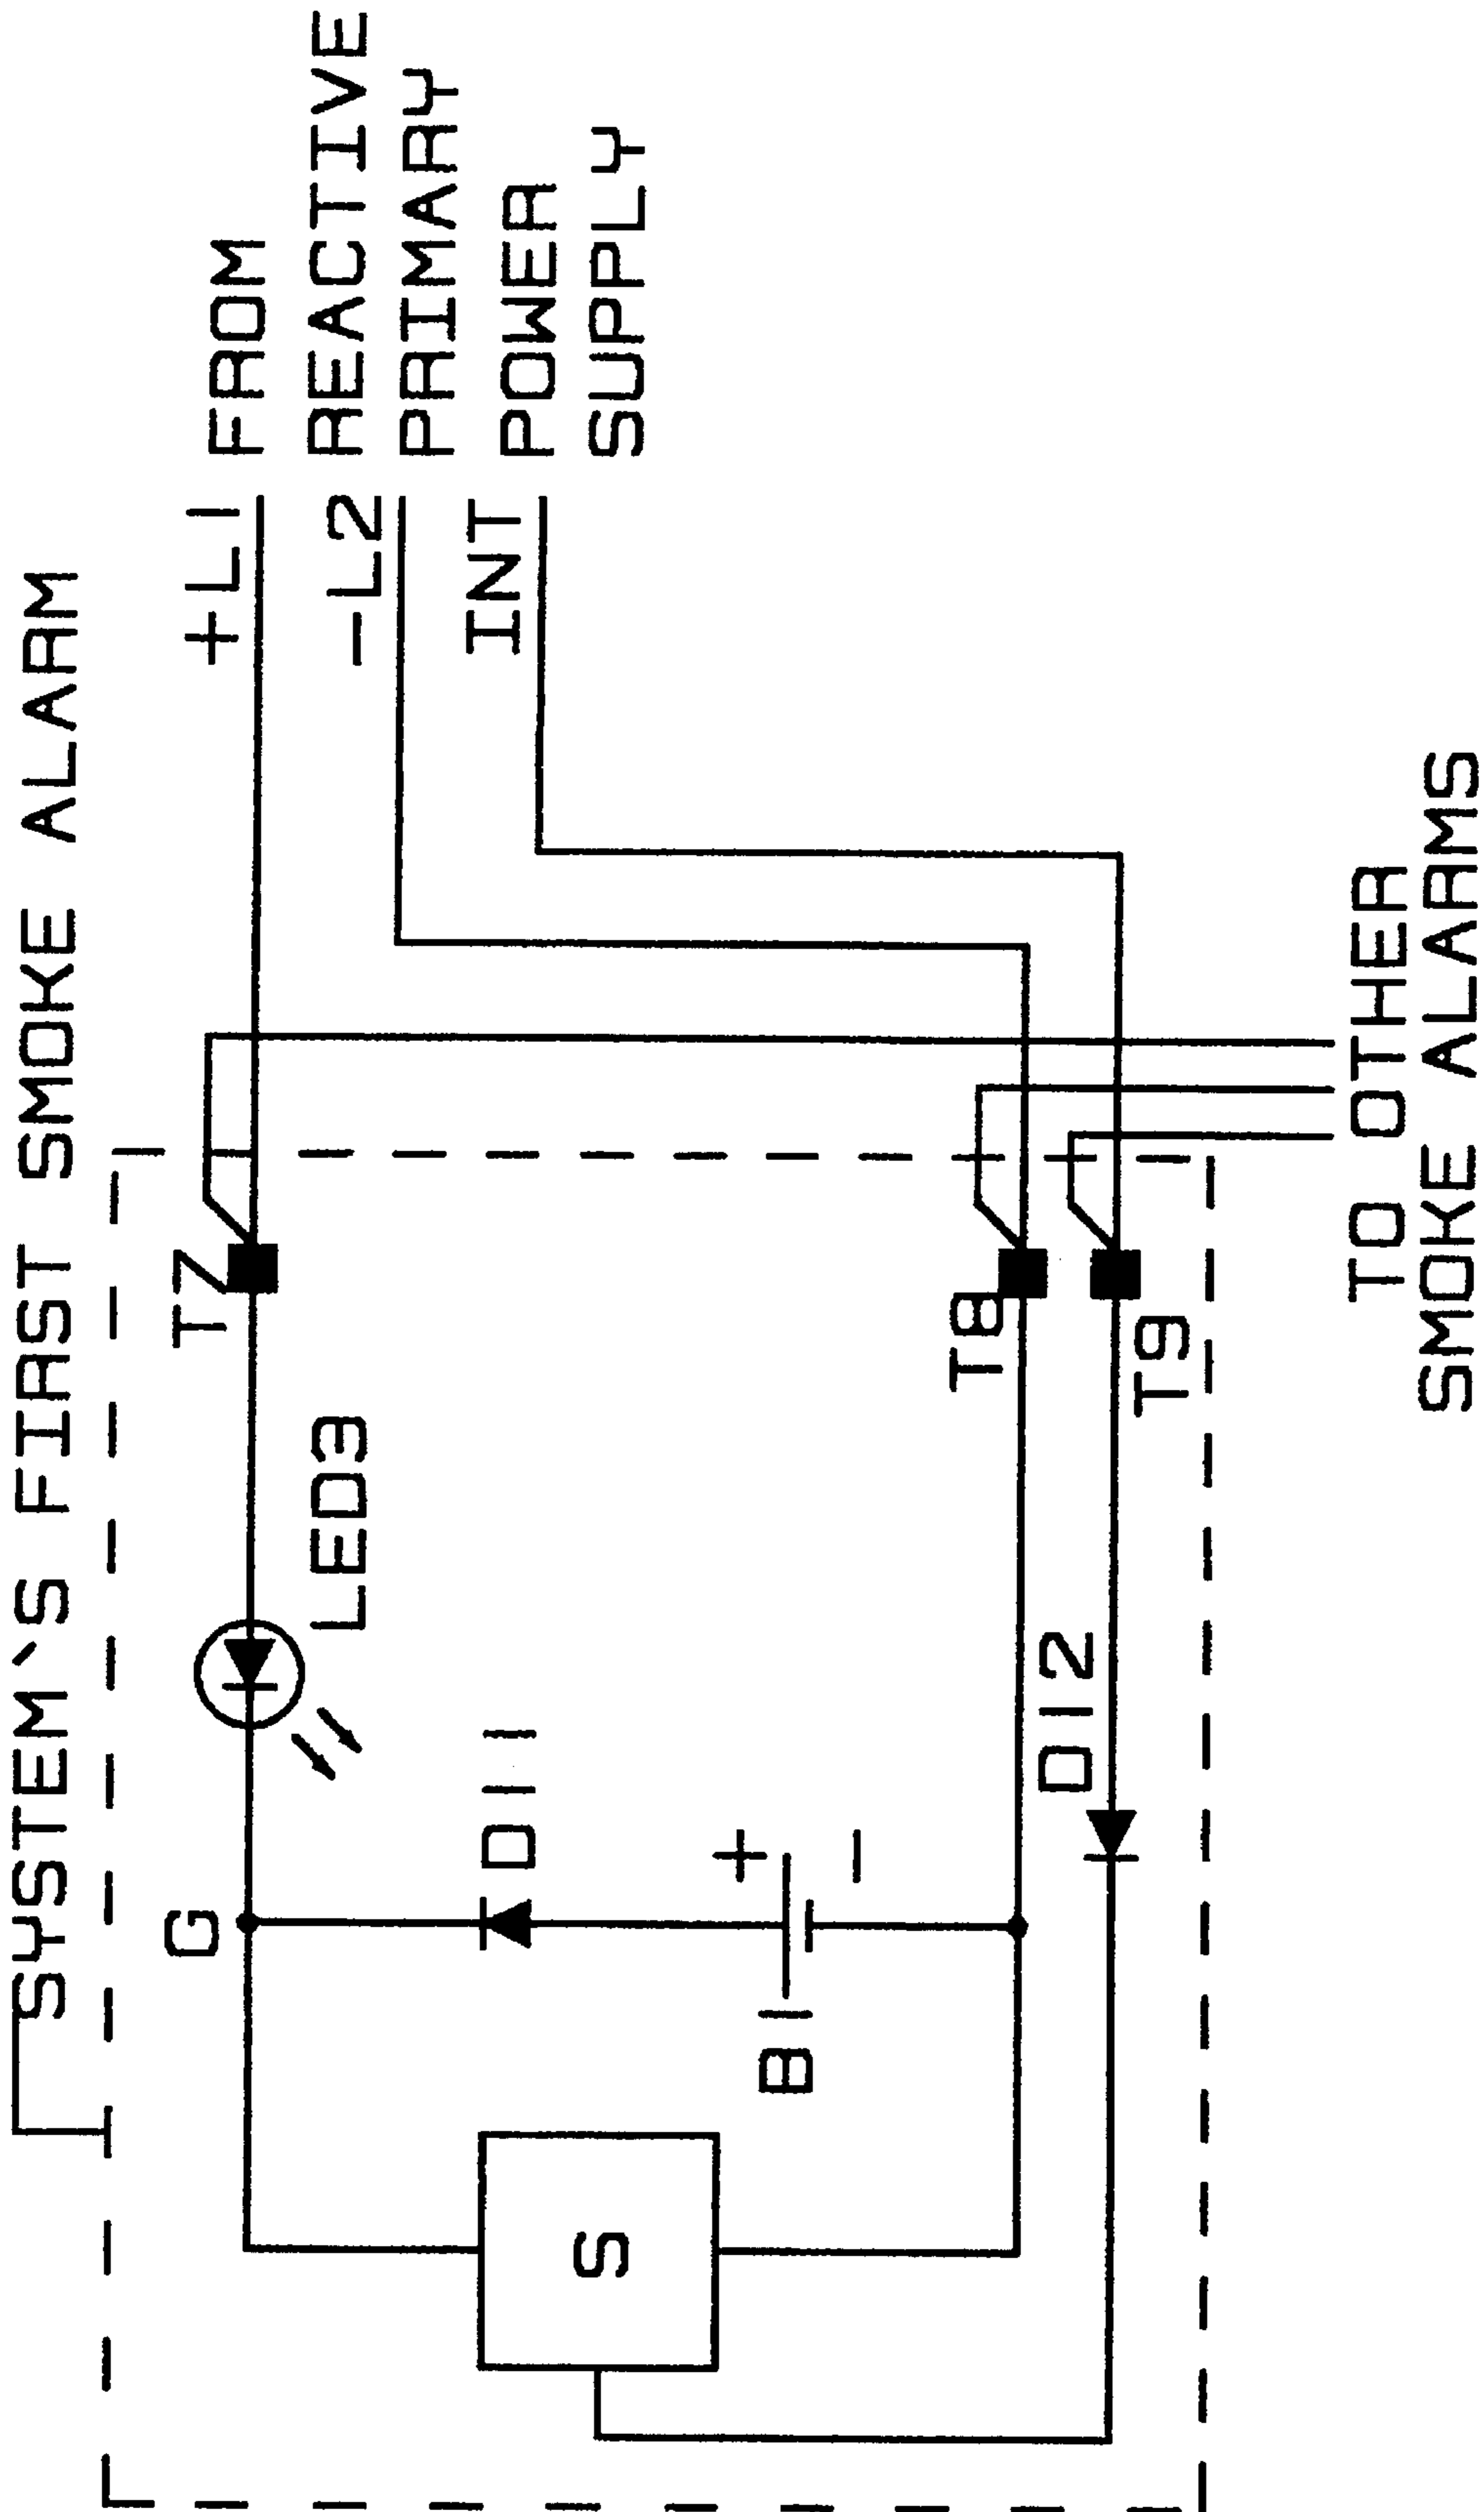 SYSTEM'S FIRST SMOKE ALARM
+L1
FROM
-L2
REACTIVE
PRIMARY
INT
POWER
SUPPLY
G
T7
LED3
D11
S
B1
+
-
T8
D12
T9
TO OTHER
SMOKE ALARMS